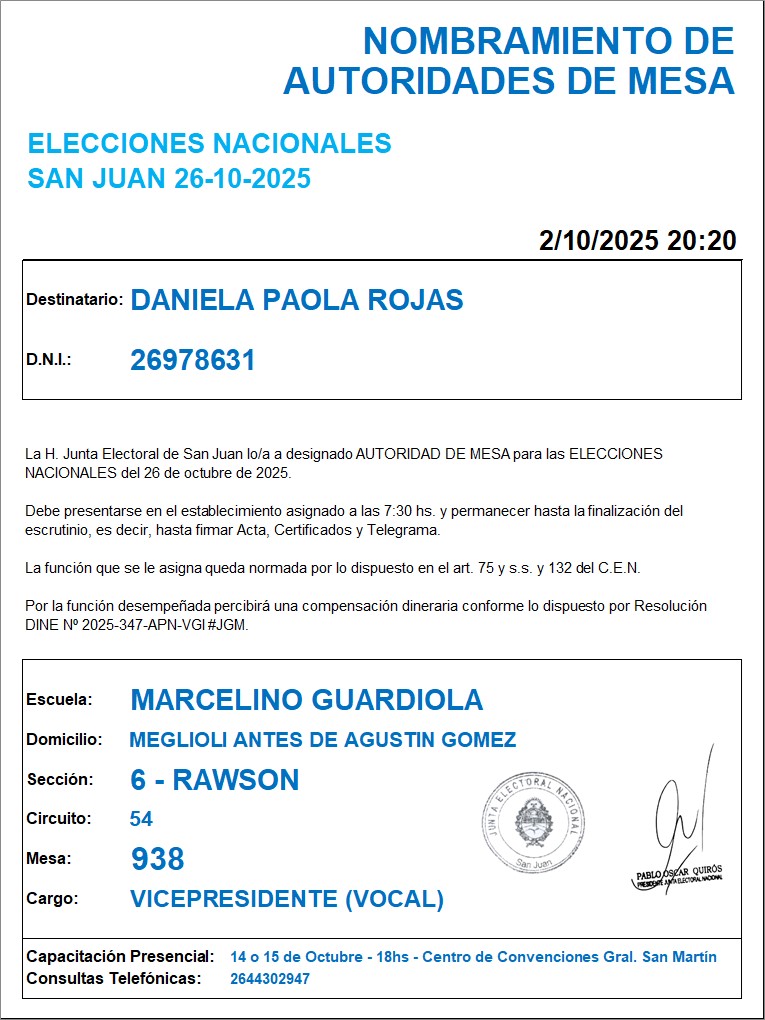 NOMBRAMIENTO DE
AUTORIDADES DE MESA
ELECCIONES NACIONALES
SAN JUAN 26-10-2025
2/10/2025 20:20
Destinatario: DANIELA PAOLA ROJAS
D.N.I.: 26978631
La H. Junta Electoral de San Juan lo/a a designado AUTORIDAD DE MESA para las ELECCIONES
NACIONALES del 26 de octubre de 2025.
Debe presentarse en el establecimiento asignado a las 7:30 hs. y permanecer hasta la finalización del
escrutinio, es decir, hasta firmar Acta, Certificados y Telegrama.
La función que se le asigna queda normada por lo dispuesto en el art. 75 y s.s. y 132 del C.E.N.
Por la función desempeñada percibirá una compensación dineraria conforme lo dispuesto por Resolución
DINE Nº 2025-347-APN-VGI#JGM.
Escuela: MARCELINO GUARDIOLA
Domicilio: MEGLIOLI ANTES DE AGUSTIN GOMEZ
Sección: 6 - RAWSON
Circuito: 54
Mesa: 938
Cargo: VICEPRESIDENTE (VOCAL)
JUNTA ELECTORAL NACIONAL
San Juan
PABLO OSCAR QUIRÓS
PRESIDENTE JUNTA ELECTORAL NACIONAL
Capacitación Presencial: 14 o 15 de Octubre - 18hs - Centro de Convenciones Gral. San Martín
Consultas Telefónicas: 2644302947